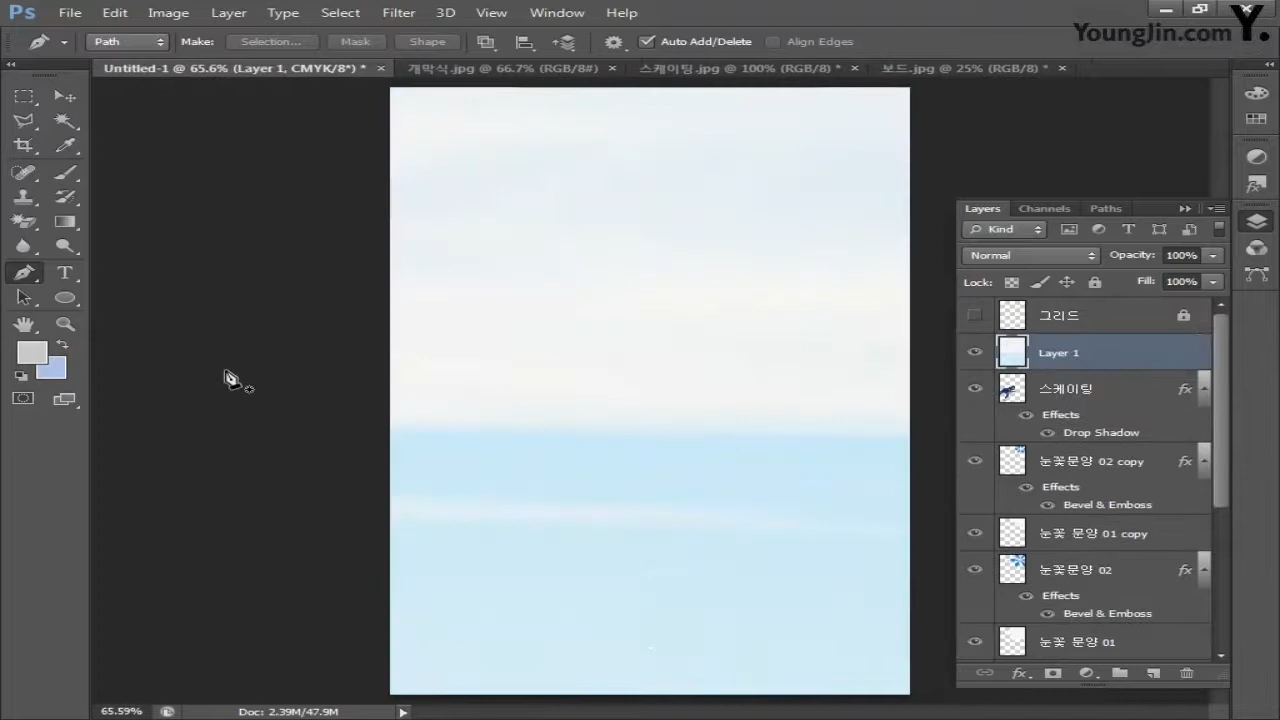 Ps File Edit Image Layer Type Select Filter 3D View Window Help
Path Make: Selection... Mask Shape Auto Add/Delete Align Edges
YoungJin.com Y.
Untitled-1 @ 65.6% (Layer 1, CMYK/8*) * × 개막식.jpg @ 66.7% (RGB/8#) × 스케이팅.jpg @ 100% (RGB/8) * × 보드.jpg @ 25% (RGB/8) * ×
Layers Channels Paths
Kind
Normal Opacity: 100%
Lock: Fill: 100%
그리드
Layer 1
스케이팅 fx
Effects
Drop Shadow
눈꽃문양 02 copy fx
Effects
Bevel & Emboss
눈꽃 문양 01 copy
눈꽃문양 02 fx
Effects
Bevel & Emboss
눈꽃 문양 01
fx
65.59% Doc: 2.39M/47.9M